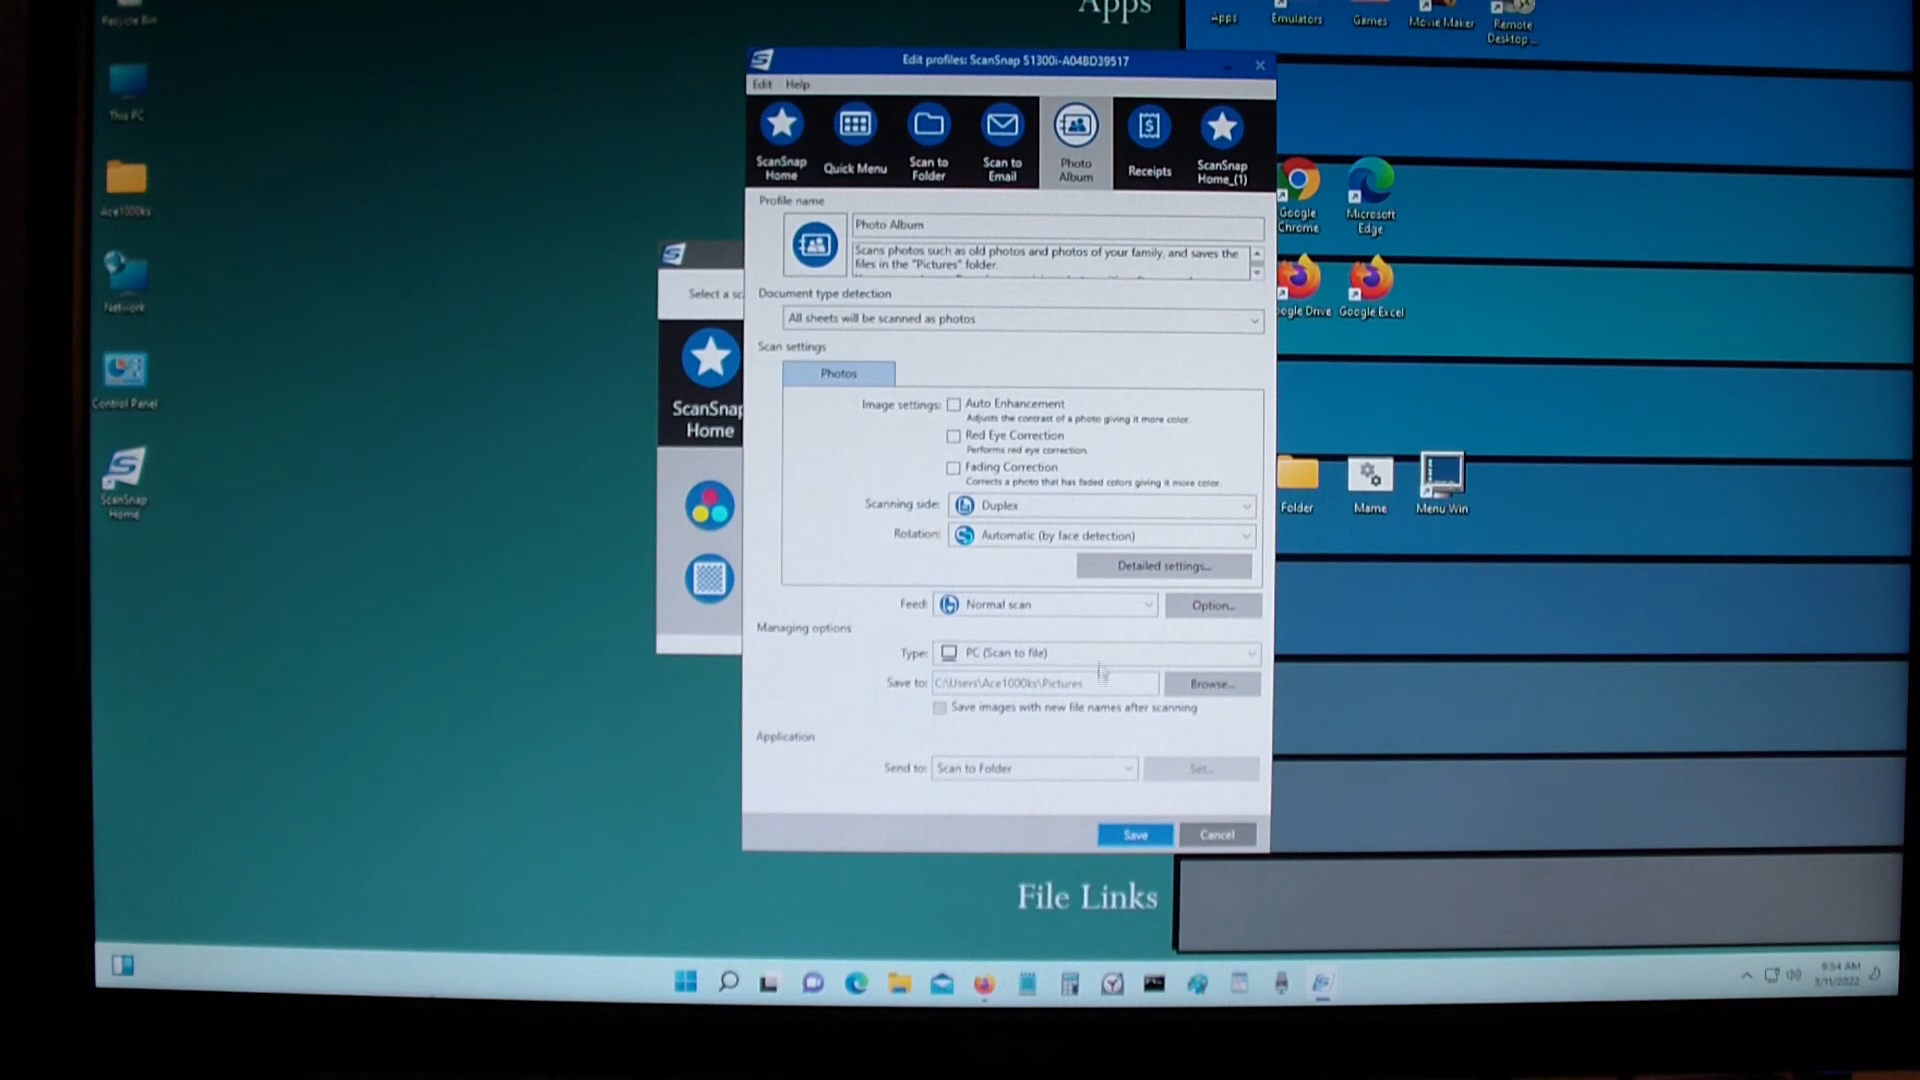 Recycle Bin
This PC
Ace1000ks
Network
Control Panel
ScanSnap
Home
Apps
Apps
Emulators
Games
Movie Maker
Remote
Desktop ...
Select a sc
ScanSnap
Home
Edit profiles: ScanSnap S1300i-A04BD39517
Edit Help
ScanSnap
Home
Quick Menu
Scan to
Folder
Scan to
Email
Photo
Album
Receipts
ScanSnap
Home_(1)
Profile name
Photo Album
Scans photos such as old photos and photos of your family, and saves the
files in the "Pictures" folder.
Document type detection
All sheets will be scanned as photos
Scan settings
Photos
Image settings: Auto Enhancement
Adjusts the contrast of a photo giving it more color.
Red Eye Correction
Performs red eye correction.
Fading Correction
Corrects a photo that has faded colors giving it more color.
Scanning side: Duplex
Rotation: Automatic (by face detection)
Detailed settings...
Feed: Normal scan Option...
Managing options
Type: PC (Scan to file)
Save to: C:\Users\Ace1000ks\Pictures Browse...
Save images with new file names after scanning
Application
Send to: Scan to Folder Set...
Save Cancel
Google
Chrome
Microsoft
Edge
ogle Drive
Google Excel
Folder
Mame
Menu Win
File Links
9:54 AM
3/11/2022